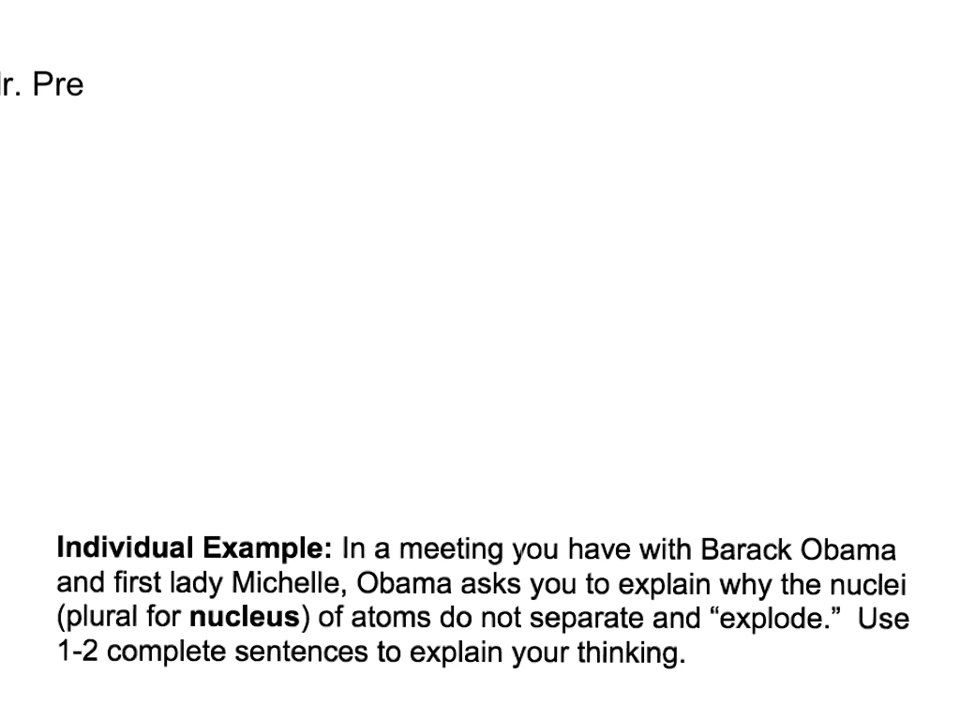 r. Pre
Individual Example: In a meeting you have with Barack Obama
and first lady Michelle, Obama asks you to explain why the nuclei
(plural for nucleus) of atoms do not separate and “explode.”  Use
1-2 complete sentences to explain your thinking.